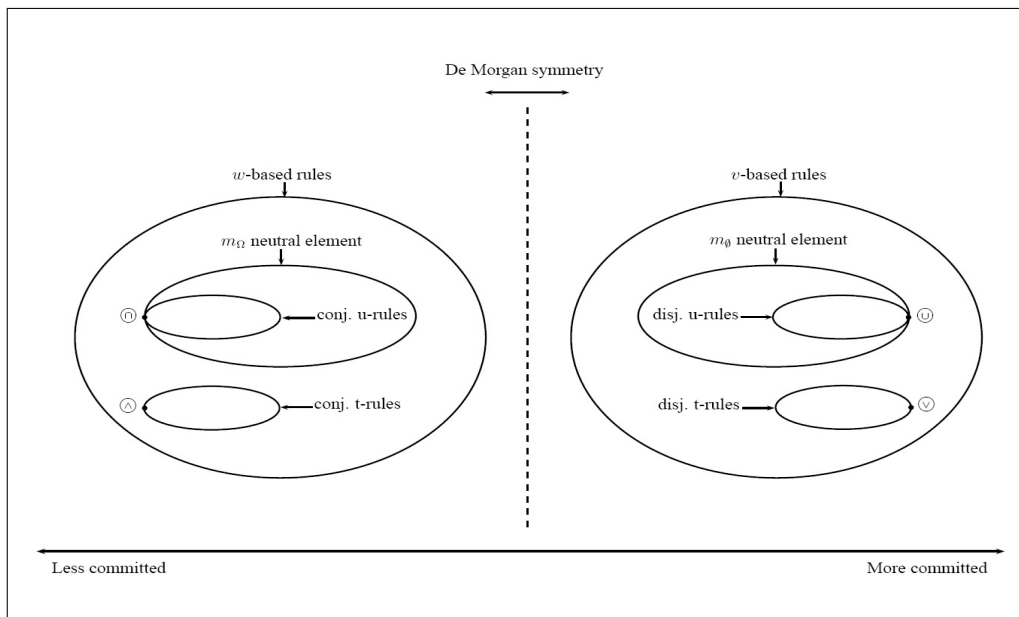 De Morgan symmetry
w-based rules
v-based rules
m_Ω neutral element
m_∅ neutral element
∩ conj. u-rules
disj. u-rules ∪
∧ conj. t-rules
disj. t-rules ∨
Less committed
More committed